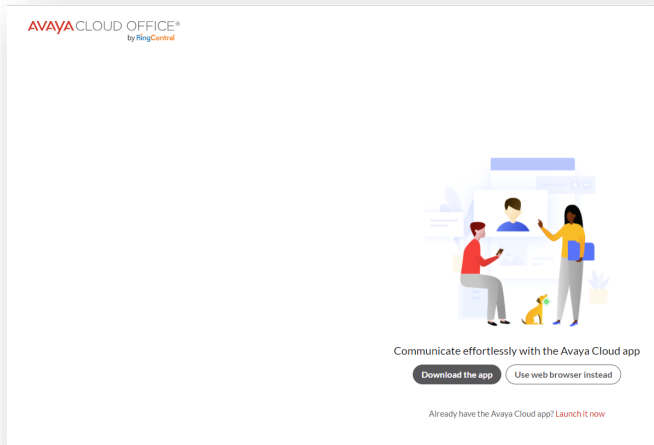 AVAYA CLOUD OFFICE®
by RingCentral
Communicate effortlessly with the Avaya Cloud app
Download the app Use web browser instead
Already have the Avaya Cloud app? Launch it now